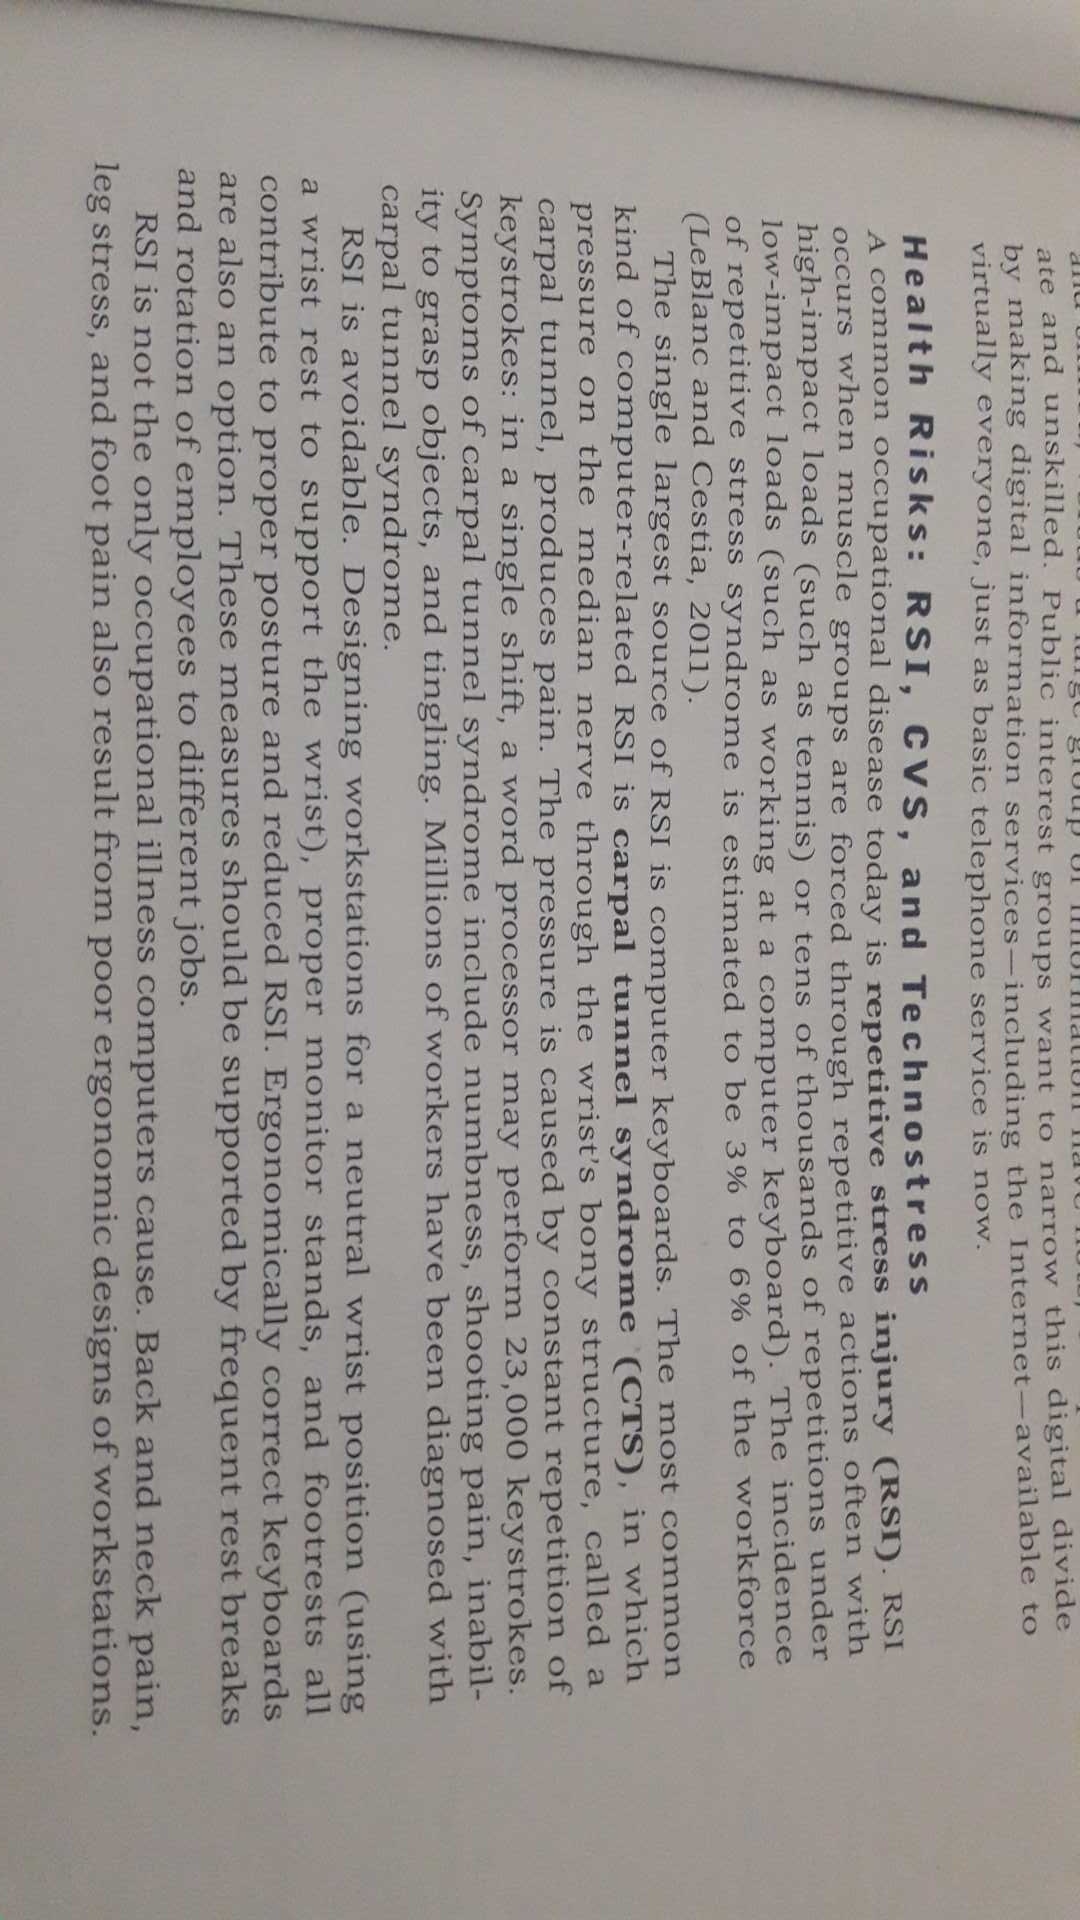 group of information have
ate and unskilled. Public interest groups want to narrow this digital divide
by making digital information services—including the Internet—available to
virtually everyone, just as basic telephone service is now.
Health Risks: RSI, CVS, and Technostress
A common occupational disease today is repetitive stress injury (RSI). RSI
occurs when muscle groups are forced through repetitive actions often with
high-impact loads (such as tennis) or tens of thousands of repetitions under
low-impact loads (such as working at a computer keyboard). The incidence
of repetitive stress syndrome is estimated to be 3% to 6% of the workforce
(LeBlanc and Cestia, 2011).
The single largest source of RSI is computer keyboards. The most common
kind of computer-related RSI is carpal tunnel syndrome (CTS), in which
pressure on the median nerve through the wrist's bony structure, called a
carpal tunnel, produces pain. The pressure is caused by constant repetition of
keystrokes: in a single shift, a word processor may perform 23,000 keystrokes.
Symptoms of carpal tunnel syndrome include numbness, shooting pain, inabil-
ity to grasp objects, and tingling. Millions of workers have been diagnosed with
carpal tunnel syndrome.
RSI is avoidable. Designing workstations for a neutral wrist position (using
a wrist rest to support the wrist), proper monitor stands, and footrests all
contribute to proper posture and reduced RSI. Ergonomically correct keyboards
are also an option. These measures should be supported by frequent rest breaks
and rotation of employees to different jobs.
RSI is not the only occupational illness computers cause. Back and neck pain,
leg stress, and foot pain also result from poor ergonomic designs of workstations.